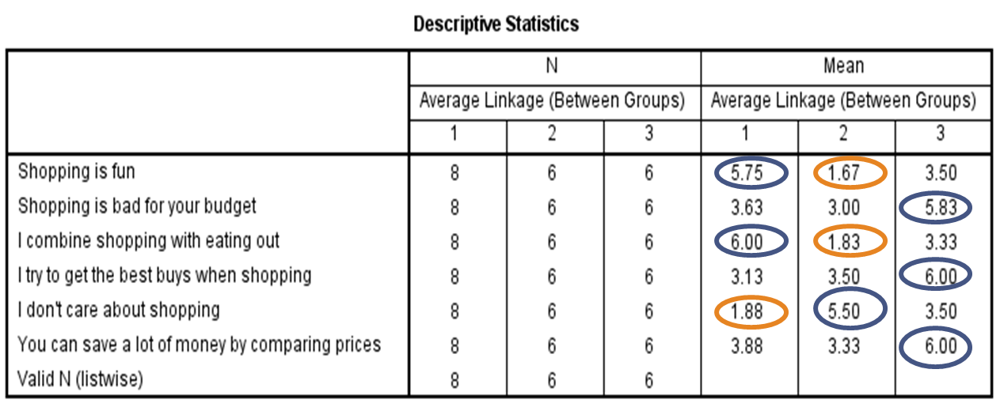 Descriptive Statistics
N Mean
Average Linkage (Between Groups) Average Linkage (Between Groups)
1 2 3 1 2 3
Shopping is fun 8 6 6 5.75 1.67 3.50
Shopping is bad for your budget 8 6 6 3.63 3.00 5.83
I combine shopping with eating out 8 6 6 6.00 1.83 3.33
I try to get the best buys when shopping 8 6 6 3.13 3.50 6.00
I don't care about shopping 8 6 6 1.88 5.50 3.50
You can save a lot of money by comparing prices 8 6 6 3.88 3.33 6.00
Valid N (listwise) 8 6 6